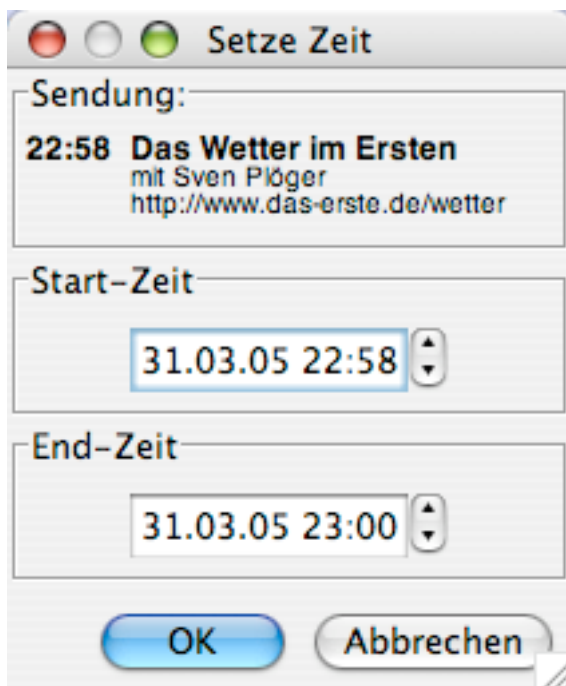 Setze Zeit
Sendung:
22:58 Das Wetter im Ersten
mit Sven Plöger
http://www.das-erste.de/wetter
Start-Zeit
31.03.05 22:58
End-Zeit
31.03.05 23:00
OK Abbrechen